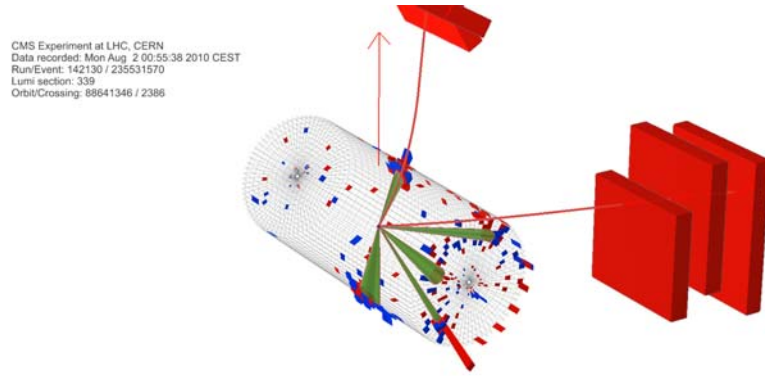 CMS Experiment at LHC, CERN
Data recorded: Mon Aug 2 00:55:38 2010 CEST
Run/Event: 142130 / 235531570
Lumi section: 339
Orbit/Crossing: 88641346 / 2386